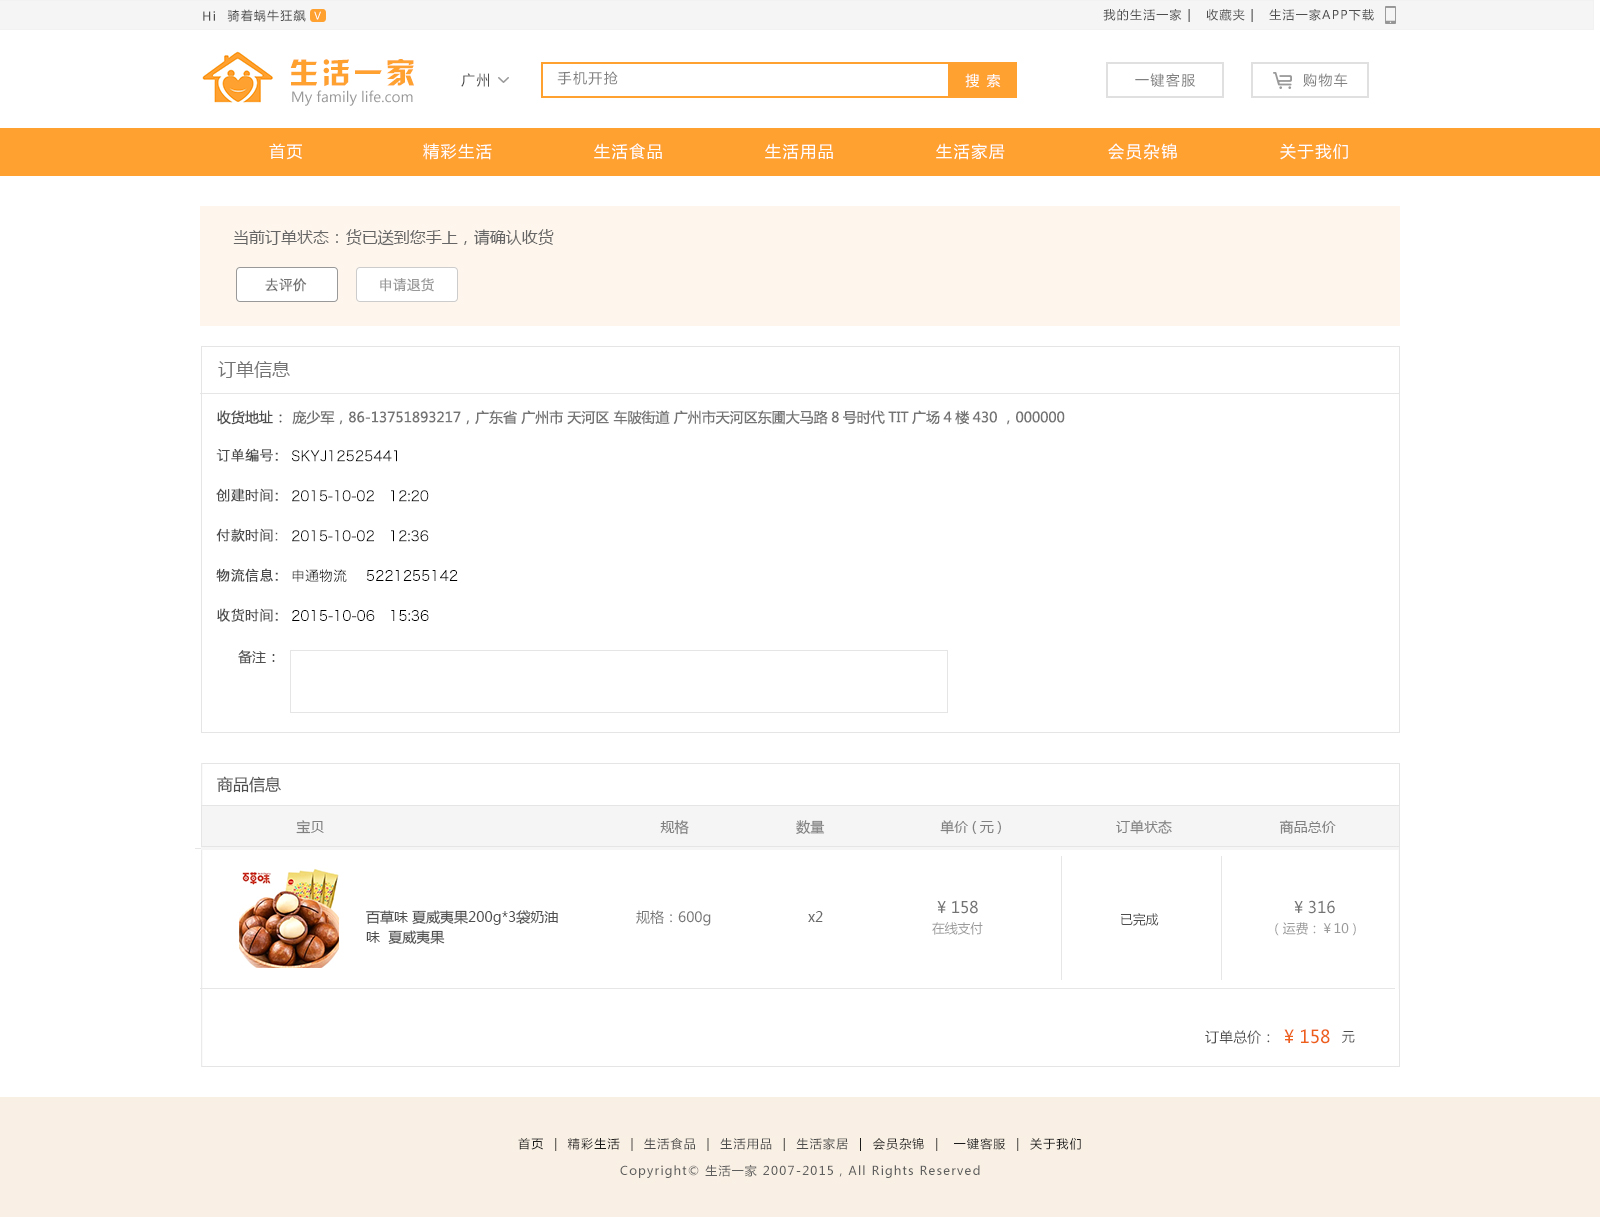 Hi 骑着蜗牛狂飙 V 我的生活一家 | 收藏夹 | 生活一家APP下载
生活一家
My family life.com
广州 手机开抢 搜 索 一键客服 购物车
首页 精彩生活 生活食品 生活用品 生活家居 会员杂锦 关于我们
当前订单状态：货已送到您手上，请确认收货
去评价 申请退货
订单信息
收货地址： 庞少军，86-13751893217，广东省 广州市 天河区 车陂街道 广州市天河区东圃大马路 8 号时代 TIT 广场 4 楼 430 ，000000
订单编号： SKYJ12525441
创建时间： 2015-10-02 12:20
付款时间： 2015-10-02 12:36
物流信息： 申通物流 5221255142
收货时间： 2015-10-06 15:36
备注：
商品信息
宝贝 规格 数量 单价 ( 元 ) 订单状态 商品总价
百草味
百草味 夏威夷果200g*3袋奶油
味 夏威夷果
规格：600g
x2
¥ 158
在线支付
已完成
¥ 316
( 运费：¥ 10 )
订单总价： ¥ 158 元
首页 | 精彩生活 | 生活食品 | 生活用品 | 生活家居 | 会员杂锦 | 一键客服 | 关于我们
Copyright© 生活一家 2007-2015，All Rights Reserved